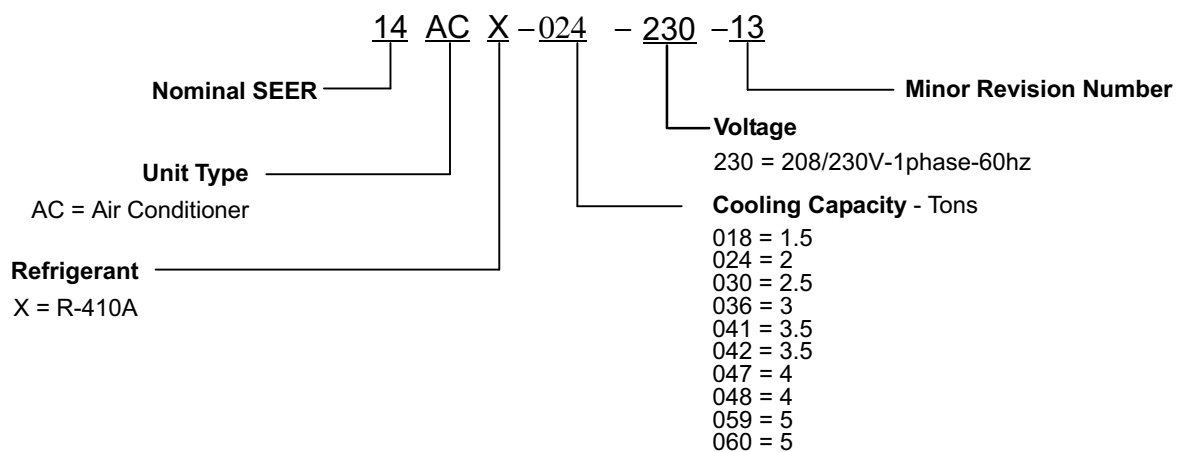 14 AC X – 024 – 230 – 13
Nominal SEER
Minor Revision Number
Voltage
230 = 208/230V-1phase-60hz
Unit Type
AC = Air Conditioner
Cooling Capacity - Tons
018 = 1.5
024 = 2
030 = 2.5
036 = 3
041 = 3.5
042 = 3.5
047 = 4
048 = 4
059 = 5
060 = 5
Refrigerant
X = R-410A